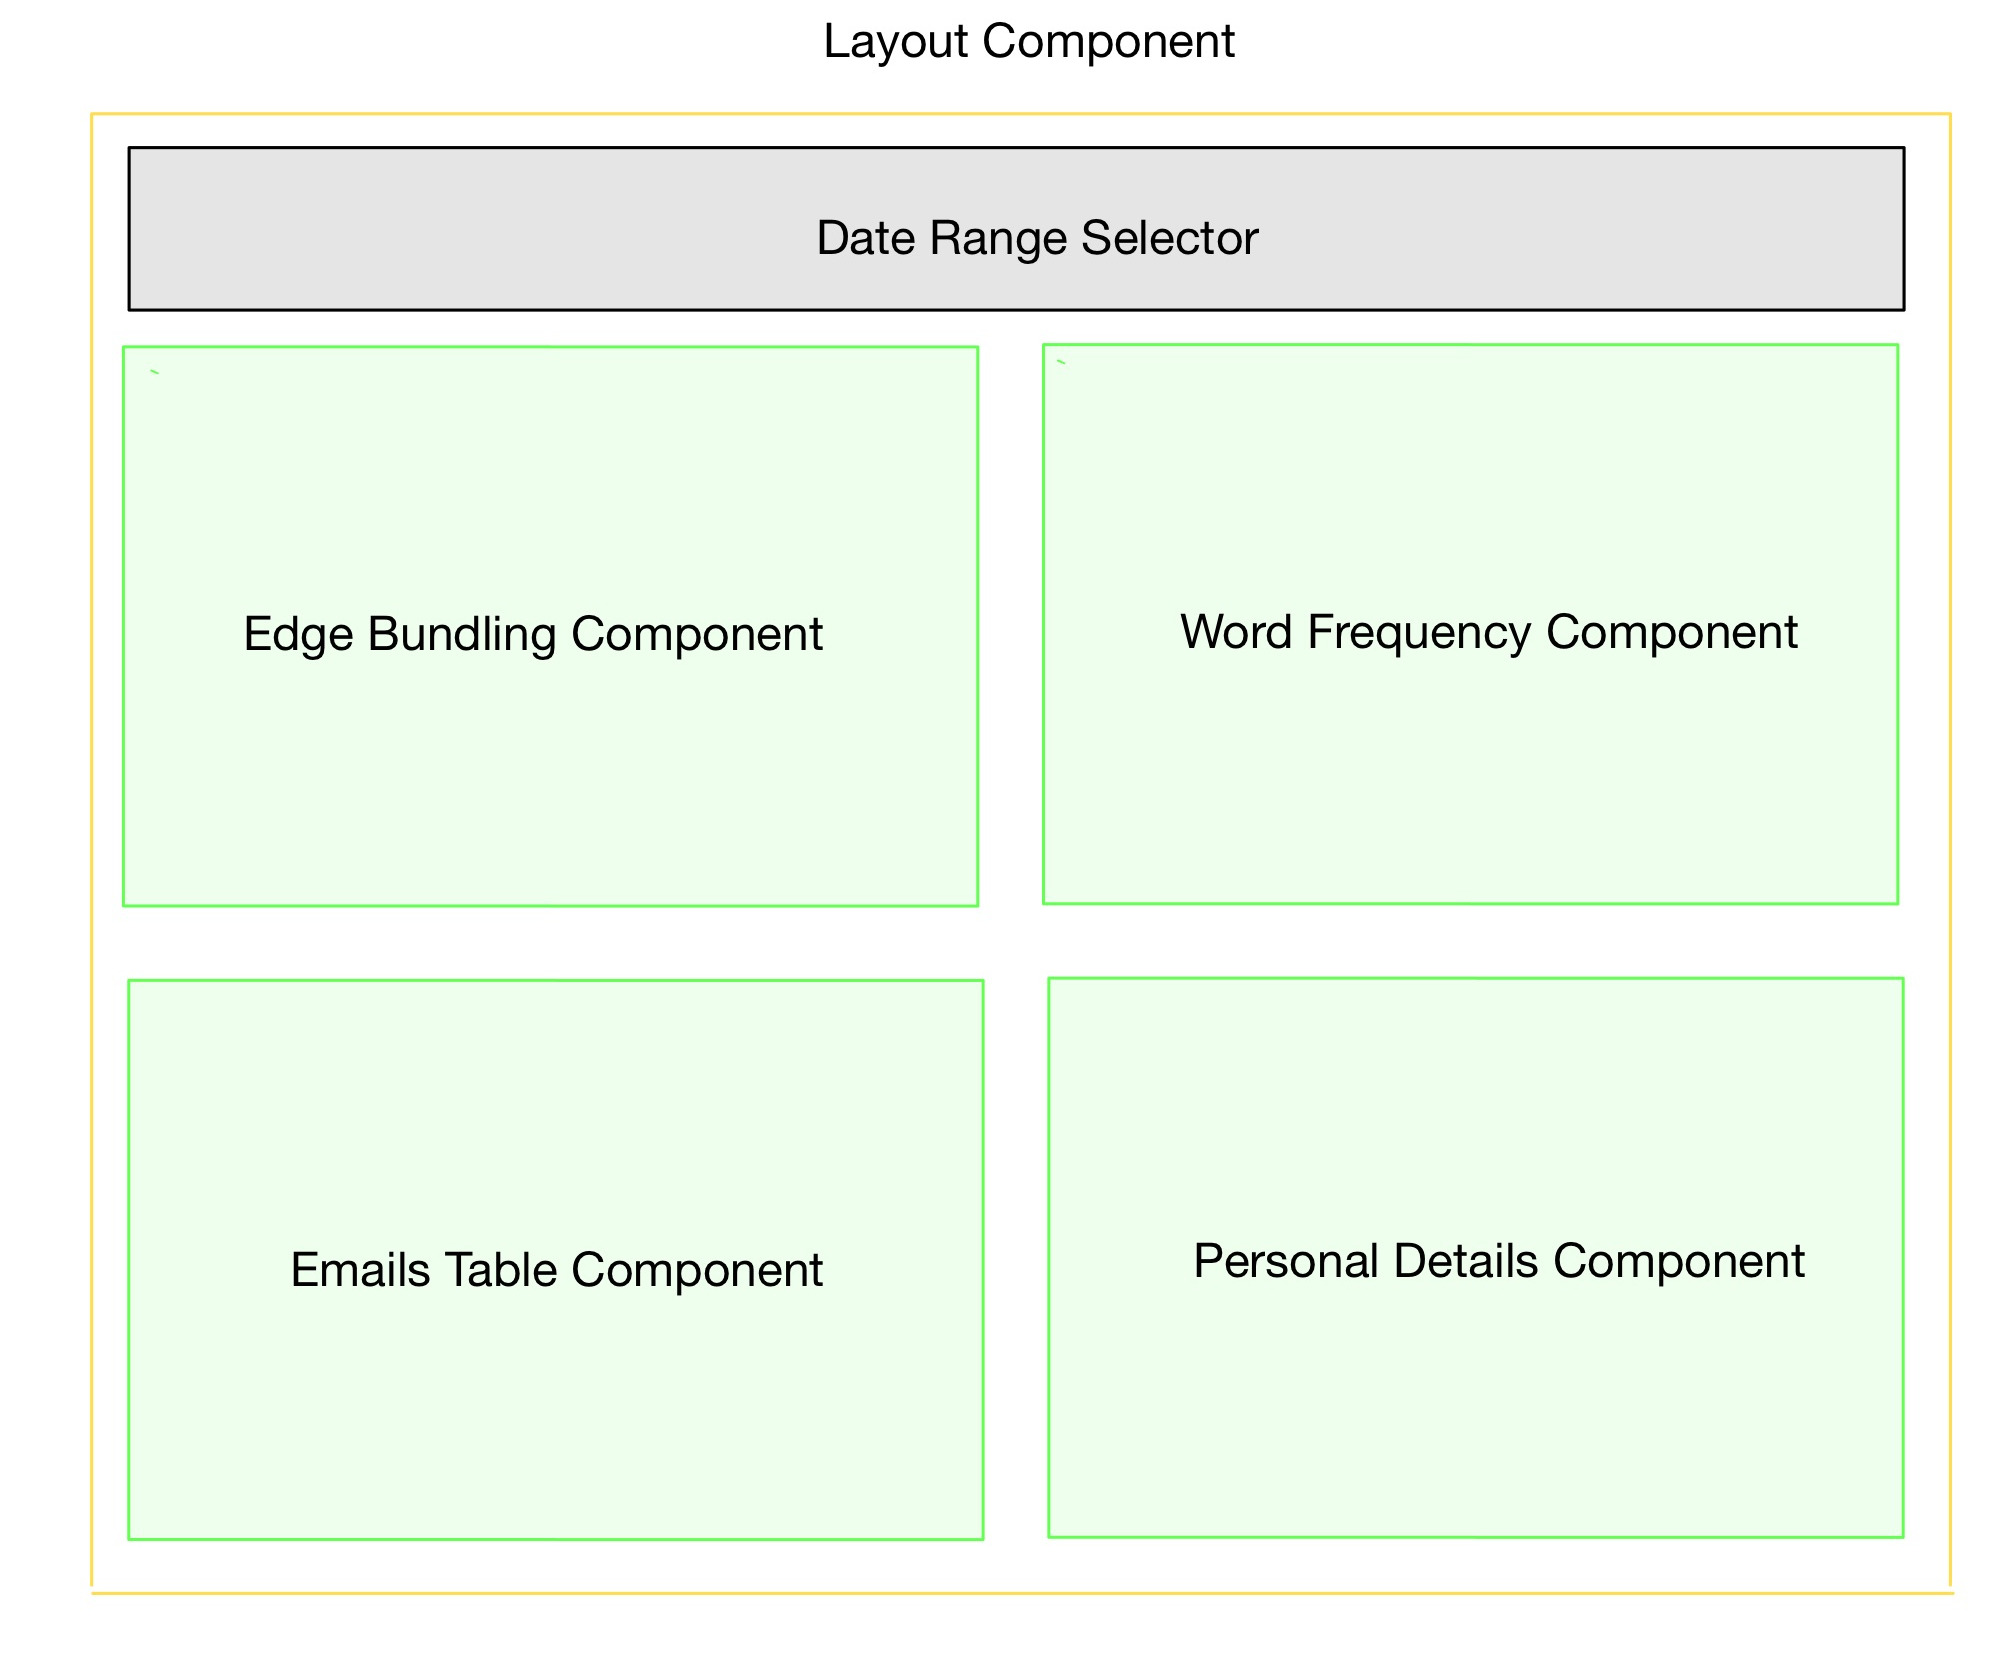 Layout Component
Date Range Selector
Edge Bundling Component
Word Frequency Component
Emails Table Component
Personal Details Component